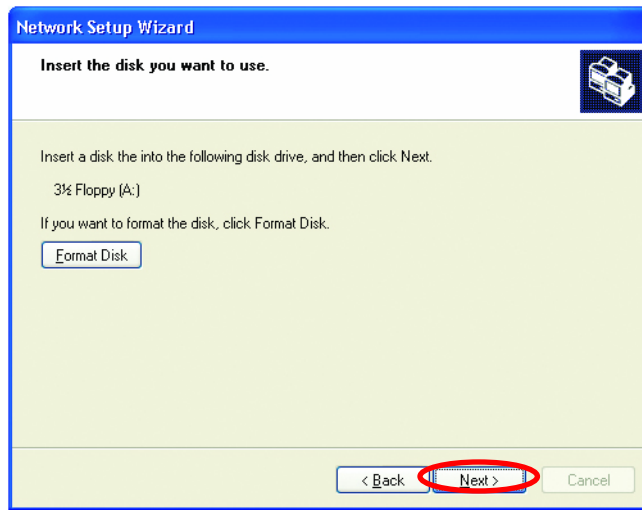 Network Setup Wizard
Insert the disk you want to use.
Insert a disk the into the following disk drive, and then click Next.
3½ Floppy (A:)
If you want to format the disk, click Format Disk.
Format Disk
< Back Next > Cancel